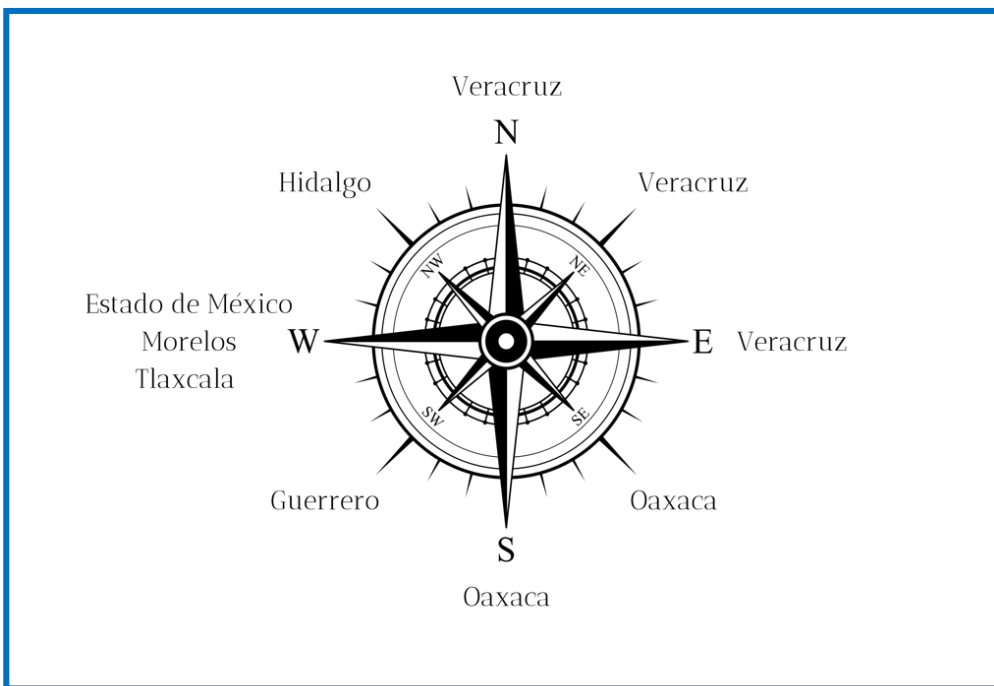 Veracruz
N
Hidalgo
Veracruz
NW
NE
Estado de México
Morelos
Tlaxcala
W
E
Veracruz
SW
SE
Guerrero
Oaxaca
S
Oaxaca